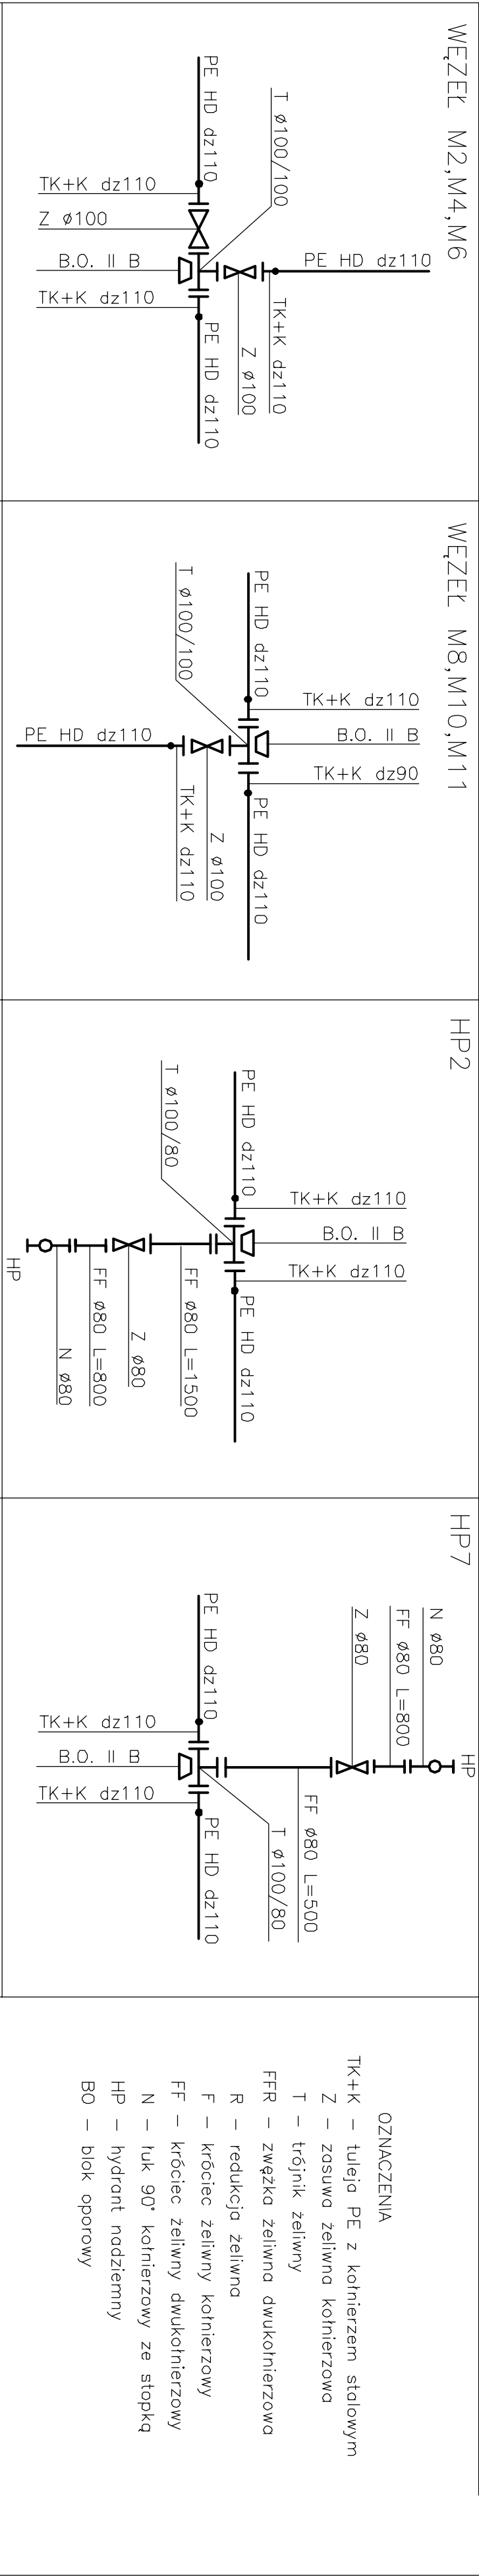 WĘZEŁ M2,M4,M6
T ø100/100
PE HD dz110
TK+K dz110
Z ø100
B.O. II B
TK+K dz110
PE HD dz110
PE HD dz110
TK+K dz110
Z ø100
WĘZEŁ M8,M10,M11
PE HD dz110
T ø100/100
TK+K dz110
B.O. II B
TK+K dz90
PE HD dz110
PE HD dz110
Z ø100
TK+K dz110
HP2
PE HD dz110
T ø100/80
TK+K dz110
B.O. II B
TK+K dz110
PE HD dz110
FF ø80 L=1500
Z ø80
FF ø80 L=800
N ø80
HP
HP7
N ø80
FF ø80 L=800
Z ø80
HP
PE HD dz110
TK+K dz110
B.O. II B
TK+K dz110
FF ø80 L=500
T ø100/80
PE HD dz110
OZNACZENIA
TK+K – tuleja PE z kołnierzem stalowym
Z – zasuwa żeliwna kołnierzowa
T – trójnik żeliwny
FFR – zwężka żeliwna dwukołnierzowa
R – redukcja żeliwna
F – króciec żeliwny kołnierzowy
FF – króciec żeliwny dwukołnierzowy
N – łuk 90° kołnierzowy ze stopką
HP – hydrant nadziemny
BO – blok oporowy